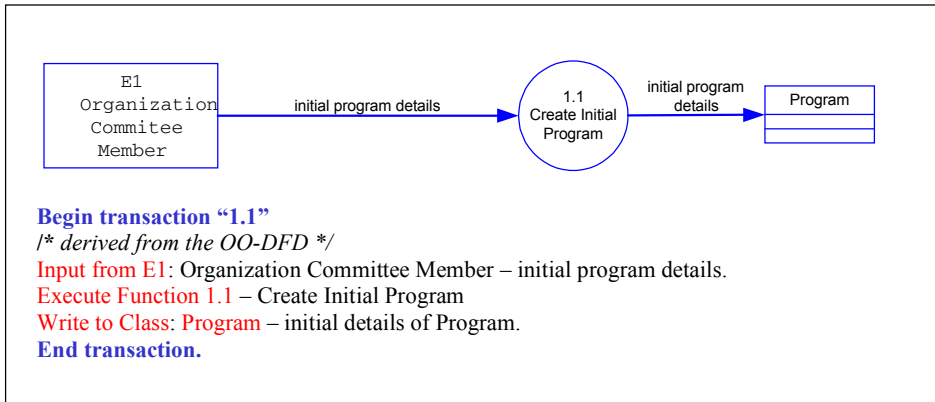 E1
Organization
Commitee
Member
initial program details
1.1
Create Initial
Program
initial program
details
Program
Begin transaction “1.1”
/* derived from the OO-DFD */
Input from E1: Organization Committee Member – initial program details.
Execute Function 1.1 – Create Initial Program
Write to Class: Program – initial details of Program.
End transaction.